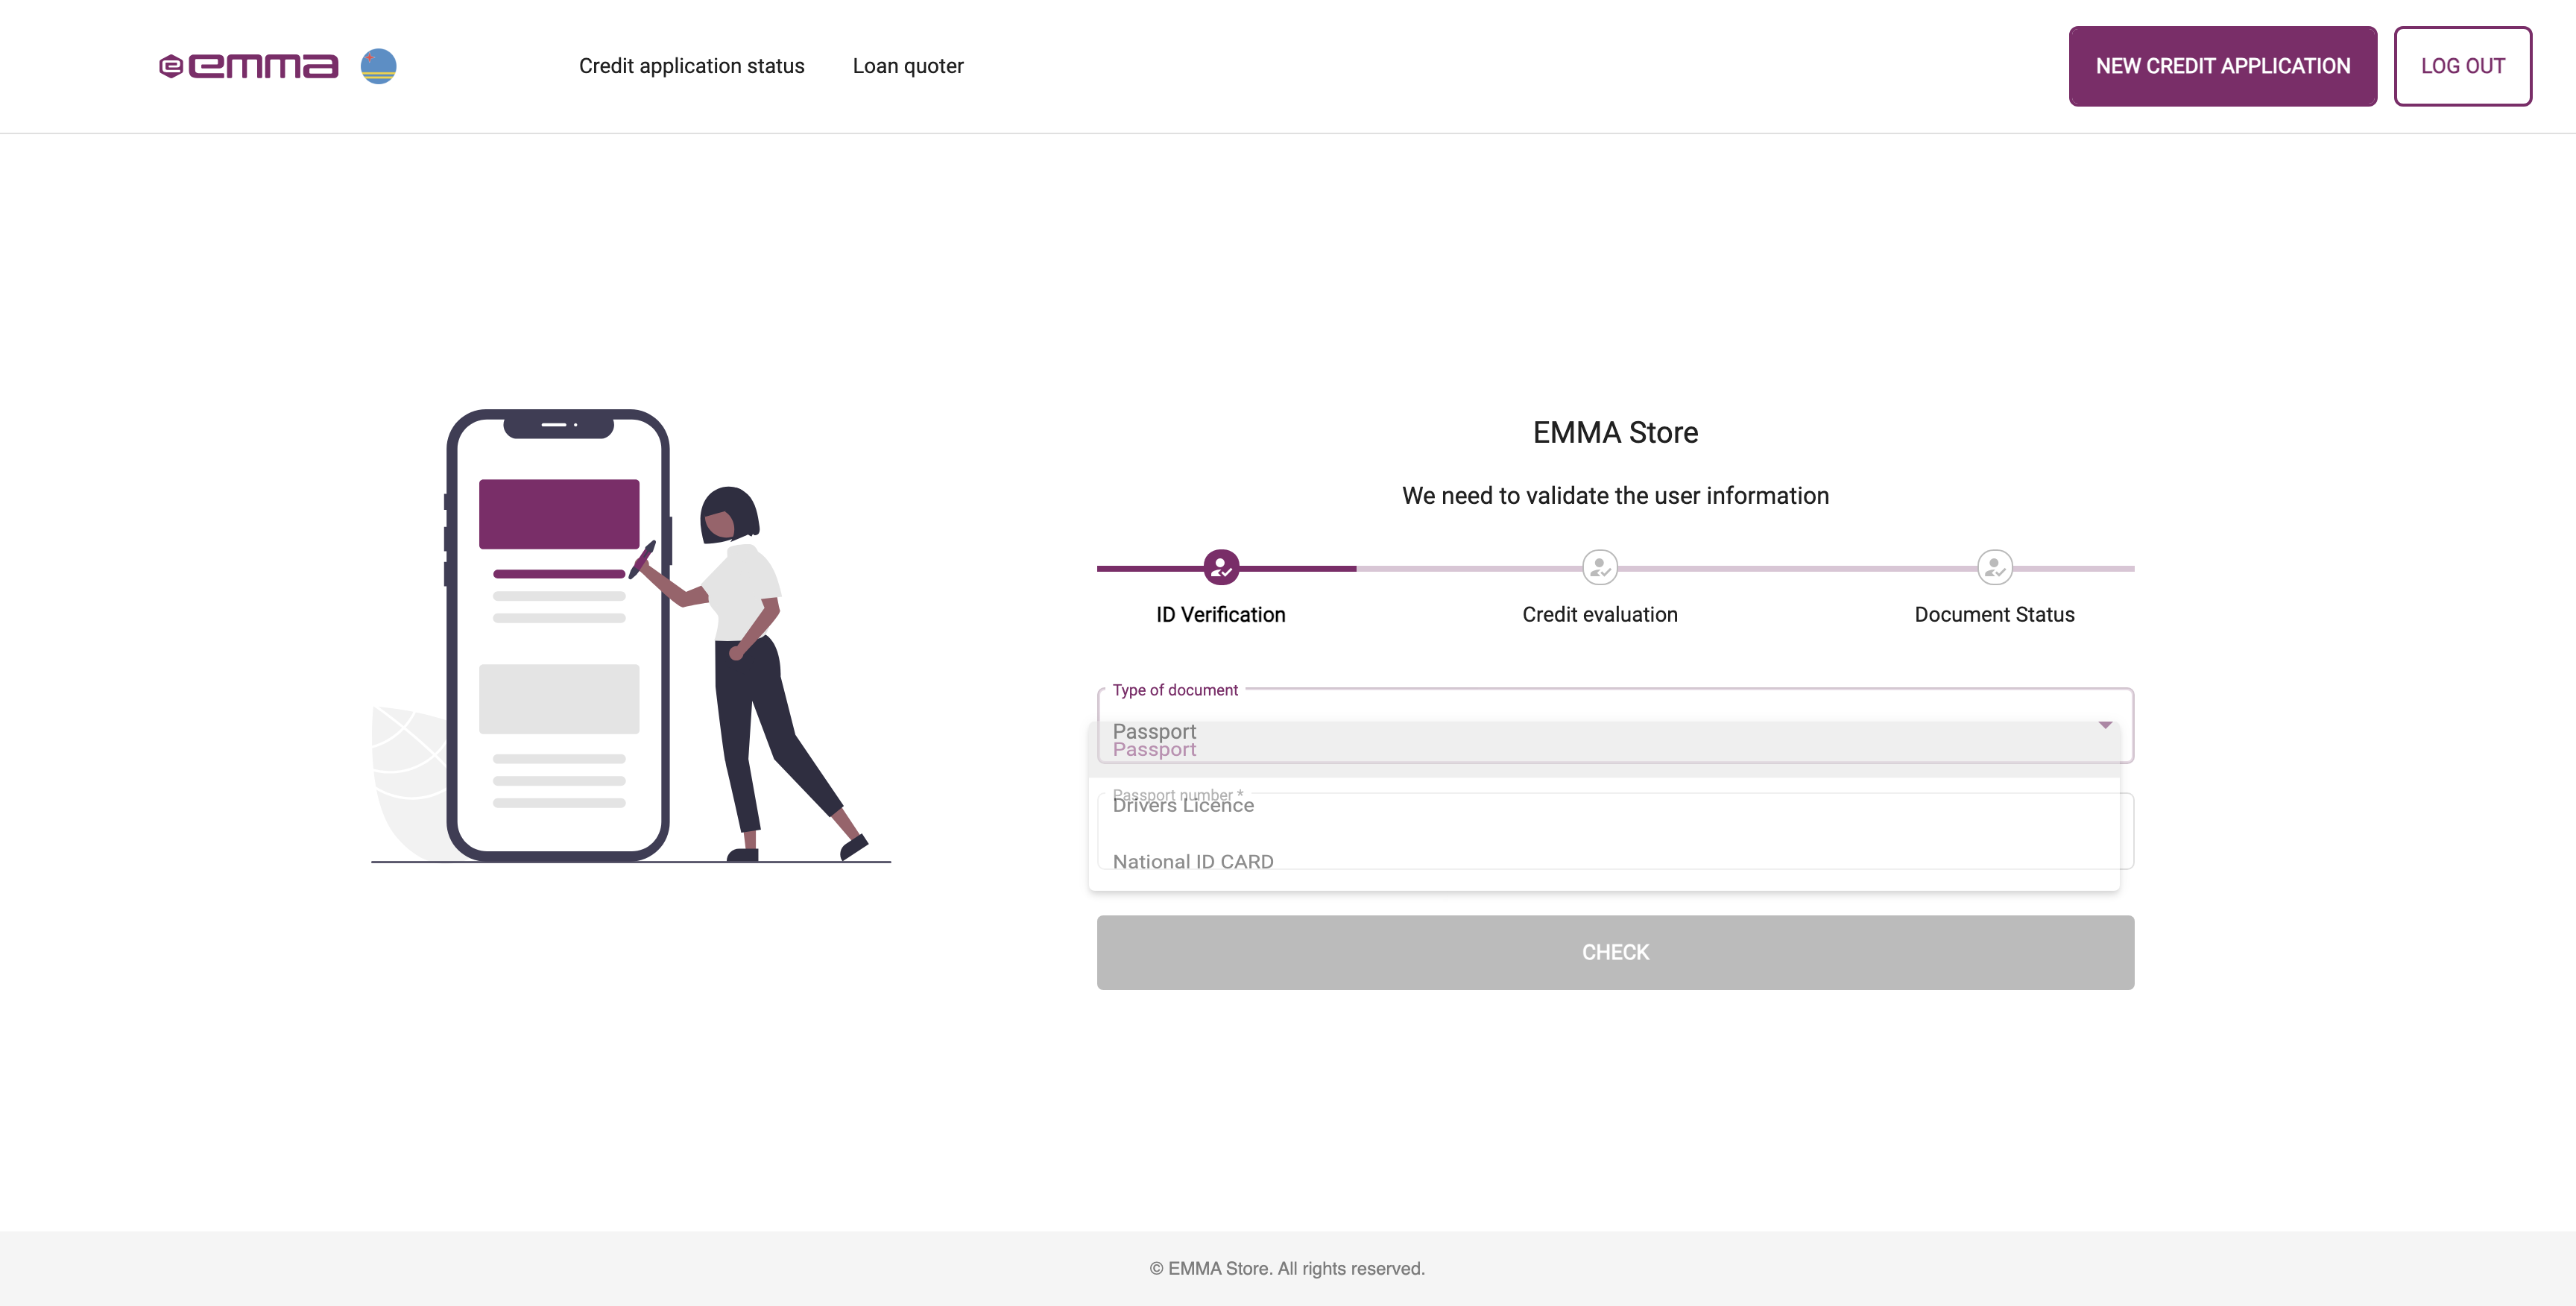 emma
Credit application status
Loan quoter
NEW CREDIT APPLICATION
LOG OUT
EMMA Store
We need to validate the user information
ID Verification
Credit evaluation
Document Status
Type of document
Passport
Passport
Passport number *
Drivers Licence
National ID CARD
CHECK
© EMMA Store. All rights reserved.